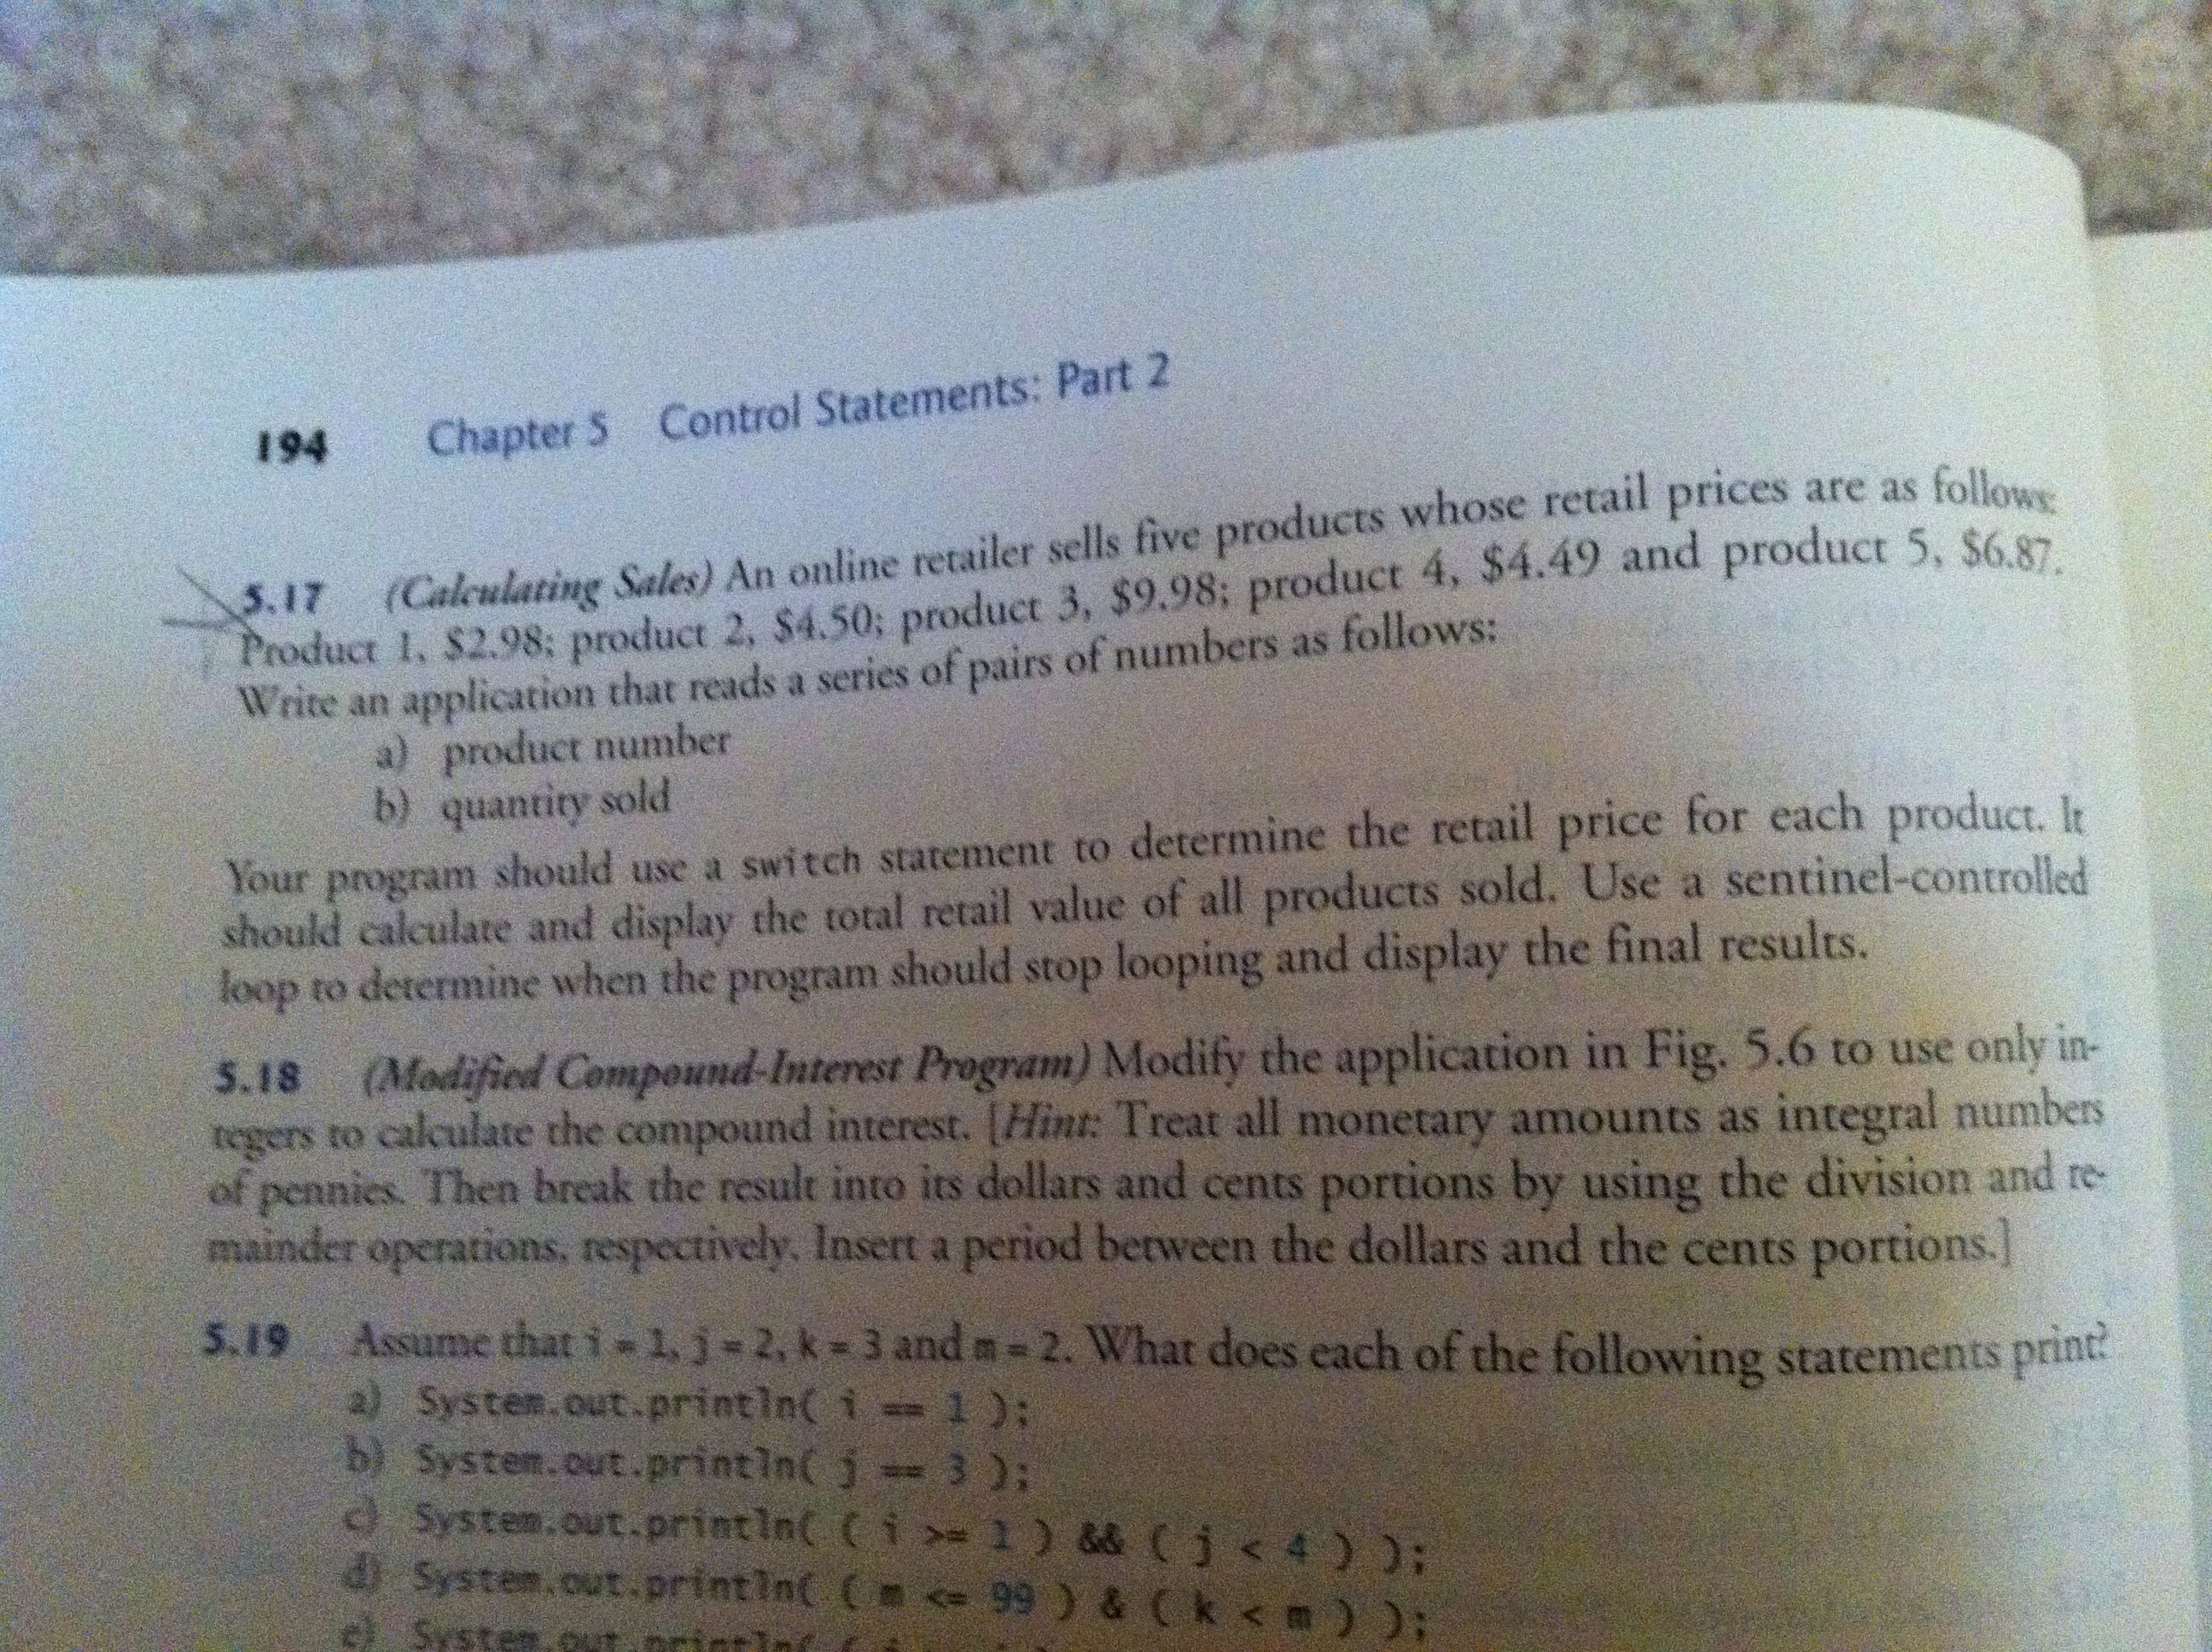 194 Chapter 5 Control Statements: Part 2
5.17 (Calculating Sales) An online retailer sells five products whose retail prices are as follows:
Product 1, $2.98; product 2, $4.50; product 3, $9.98; product 4, $4.49 and product 5, $6.87.
Write an application that reads a series of pairs of numbers as follows:
a) product number
b) quantity sold
Your program should use a switch statement to determine the retail price for each product. It
should calculate and display the total retail value of all products sold. Use a sentinel-controlled
loop to determine when the program should stop looping and display the final results.
5.18 (Modified Compound-Interest Program) Modify the application in Fig. 5.6 to use only in-
tegers to calculate the compound interest. [Hint: Treat all monetary amounts as integral numbers
of pennies. Then break the result into its dollars and cents portions by using the division and re-
mainder operations, respectively. Insert a period between the dollars and the cents portions.]
5.19 Assume that i = 1, j = 2, k = 3 and m = 2. What does each of the following statements print?
a) System.out.println( i == 1 );
b) System.out.println( j == 3 );
c) System.out.println( ( i >= 1 ) && ( j < 4 ) );
d) System.out.println( ( m <= 99 ) & ( k < m ) );
e) System.out.println( (